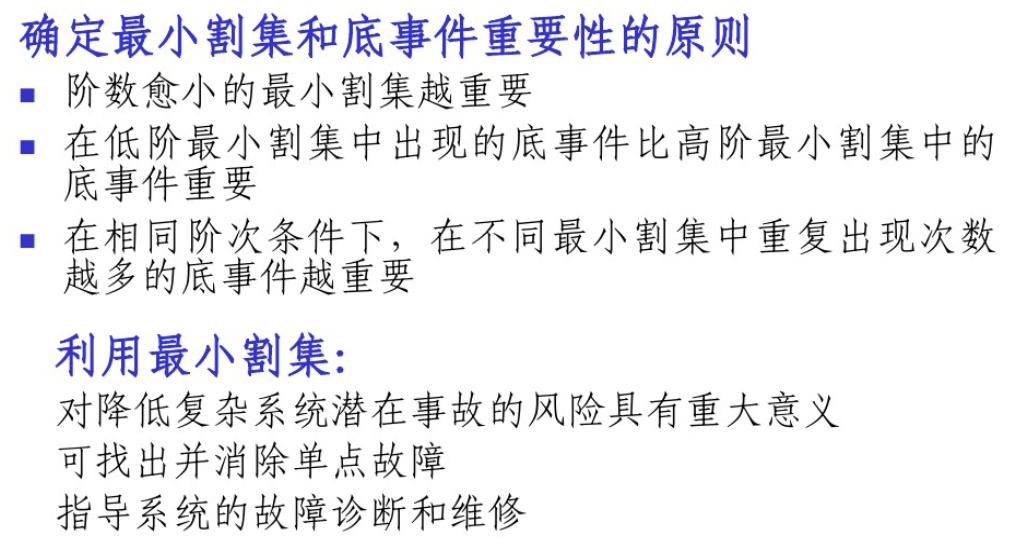 确定最小割集和底事件重要性的原则
■ 阶数愈小的最小割集越重要
■ 在低阶最小割集中出现的底事件比高阶最小割集中的
底事件重要
■ 在相同阶次条件下，在不同最小割集中重复出现次数
越多的底事件越重要
利用最小割集:
对降低复杂系统潜在事故的风险具有重大意义
可找出并消除单点故障
指导系统的故障诊断和维修